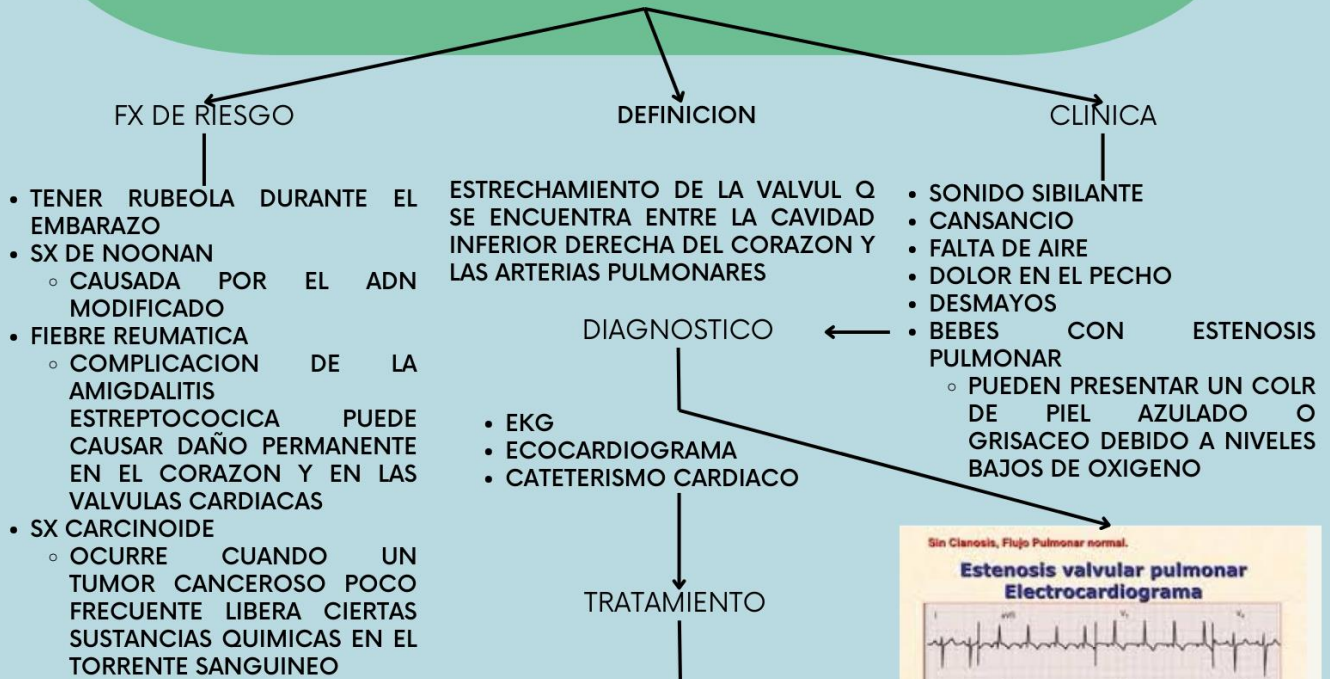 FX DE RIESGO
• TENER RUBEOLA DURANTE EL
EMBARAZO
• SX DE NOONAN
◦ CAUSADA POR EL ADN
MODIFICADO
• FIEBRE REUMATICA
◦ COMPLICACION DE LA
AMIGDALITIS
ESTREPTOCOCICA PUEDE
CAUSAR DAÑO PERMANENTE
EN EL CORAZON Y EN LAS
VALVULAS CARDIACAS
• SX CARCINOIDE
◦ OCURRE CUANDO UN
TUMOR CANCEROSO POCO
FRECUENTE LIBERA CIERTAS
SUSTANCIAS QUIMICAS EN EL
TORRENTE SANGUINEO
DEFINICION
ESTRECHAMIENTO DE LA VALVUL Q
SE ENCUENTRA ENTRE LA CAVIDAD
INFERIOR DERECHA DEL CORAZON Y
LAS ARTERIAS PULMONARES
CLINICA
• SONIDO SIBILANTE
• CANSANCIO
• FALTA DE AIRE
• DOLOR EN EL PECHO
• DESMAYOS
• BEBES CON ESTENOSIS
PULMONAR
◦ PUEDEN PRESENTAR UN COLR
DE PIEL AZULADO O
GRISACEO DEBIDO A NIVELES
BAJOS DE OXIGENO
DIAGNOSTICO
• EKG
• ECOCARDIOGRAMA
• CATETERISMO CARDIACO
TRATAMIENTO
Sin Cianosis, Flujo Pulmonar normal.
Estenosis valvular pulmonar
Electrocardiograma